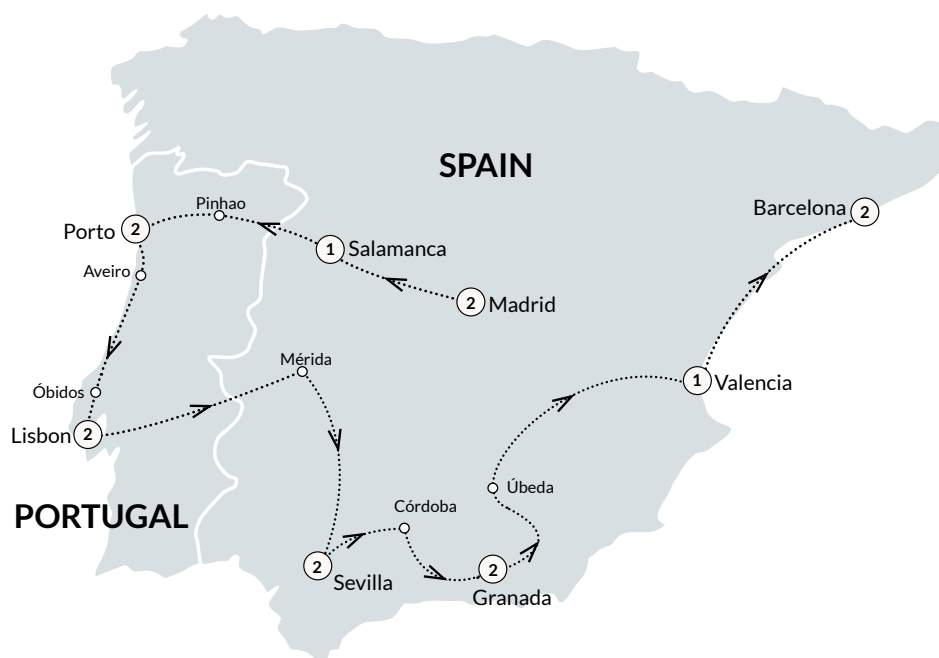 SPAIN
Barcelona
2
Pinhao
Porto
2
1
Salamanca
Aveiro
2
Madrid
Mérida
Valencia
1
Óbidos
Lisbon
2
Úbeda
Córdoba
PORTUGAL
2
Sevilla
2
Granada